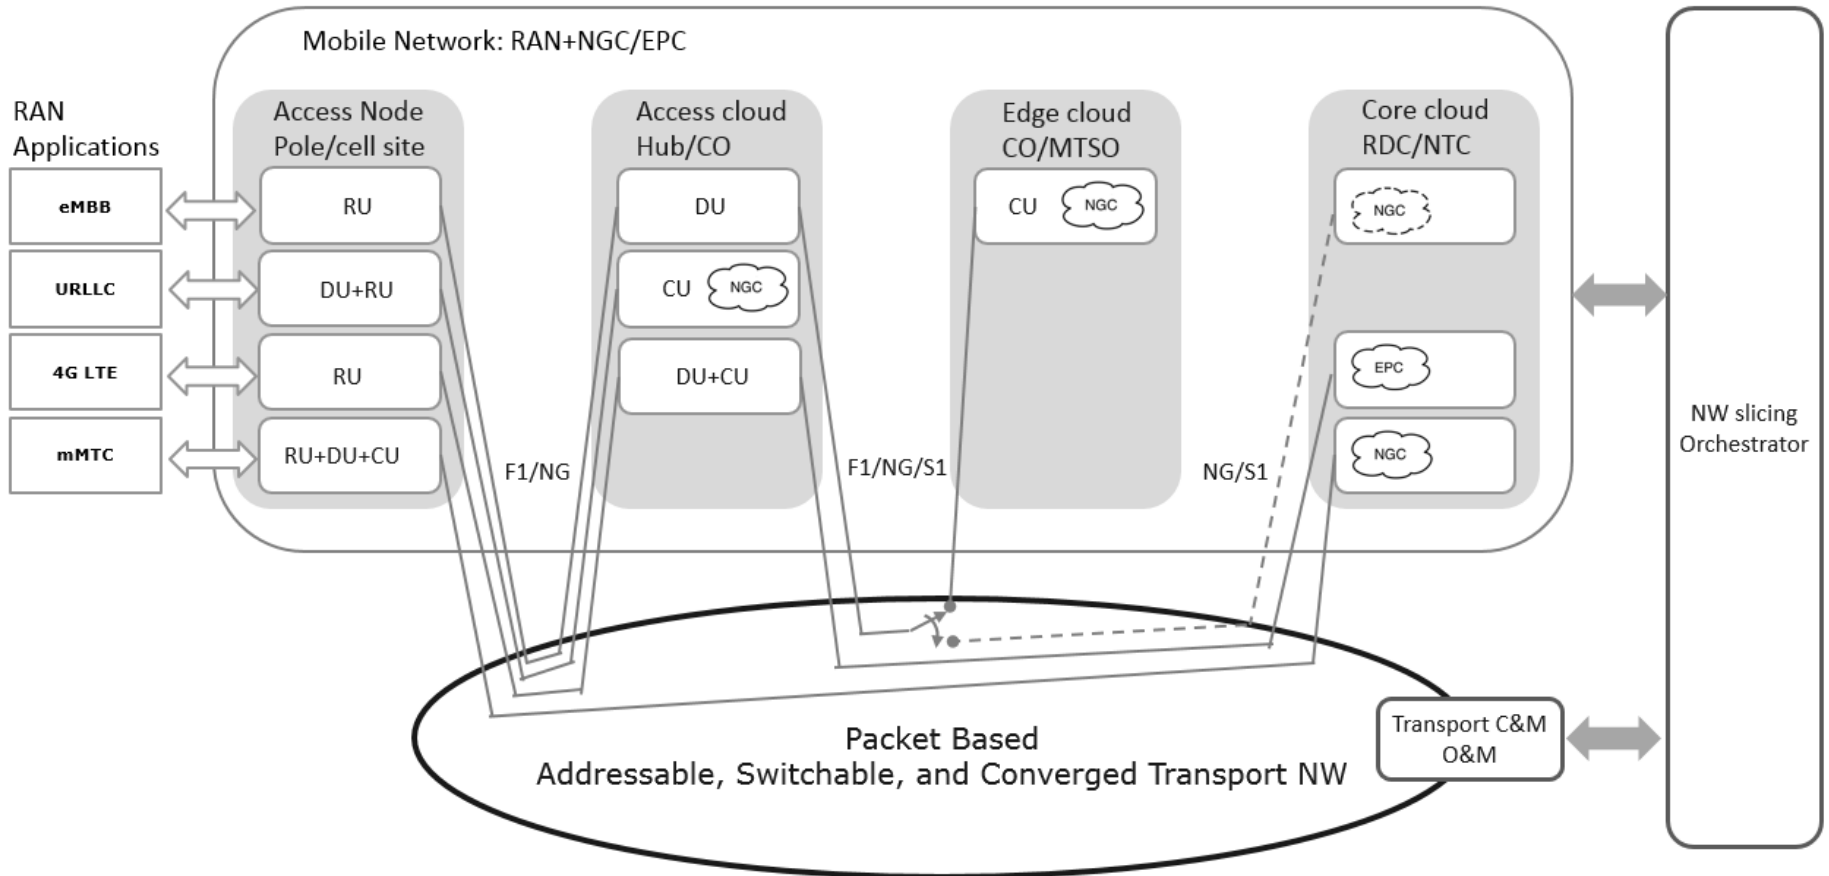 Mobile Network: RAN+NGC/EPC
RAN
Applications
Access Node
Pole/cell site
Access cloud
Hub/CO
Edge cloud
CO/MTSO
Core cloud
RDC/NTC
eMBB
RU
DU
CU
NGC
NGC
URLLC
DU+RU
CU
NGC
4G LTE
RU
DU+CU
EPC
mMTC
RU+DU+CU
NGC
F1/NG
F1/NG/S1
NG/S1
NW slicing
Orchestrator
Packet Based
Addressable, Switchable, and Converged Transport NW
Transport C&M
O&M